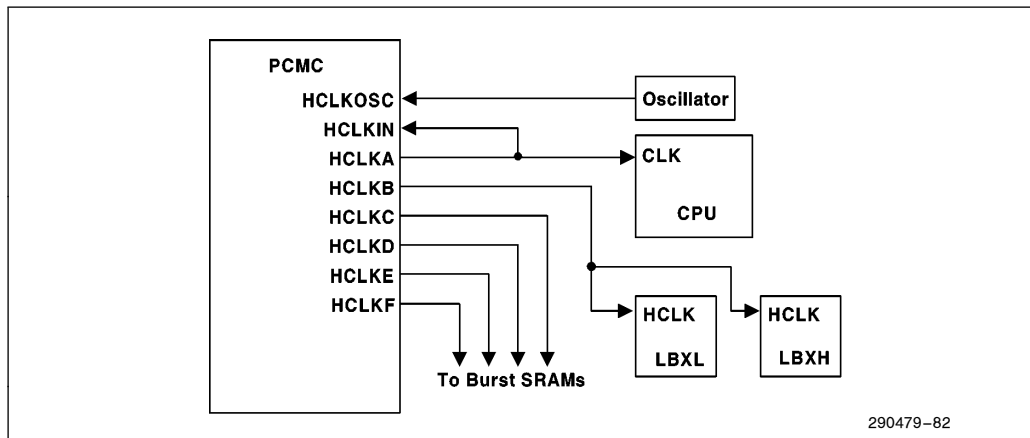 PCMC
HCLKOSC
HCLKIN
HCLKA
HCLKB
HCLKC
HCLKD
HCLKE
HCLKF
Oscillator
CLK
CPU
HCLK
LBXL
HCLK
LBXH
To Burst SRAMs
290479–82